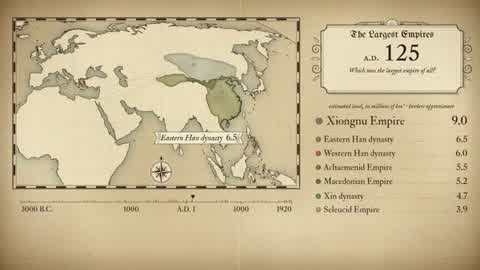 The Largest Empires
A.D. 125
Which was the largest empire of all?
estimated land, in millions of km² · borders approximate
Xiongnu Empire 9.0
Eastern Han dynasty 6.5
Western Han dynasty 6.0
Achaemenid Empire 5.5
Macedonian Empire 5.2
Xin dynasty 4.7
Seleucid Empire 3.9
Eastern Han dynasty 6.5
3000 B.C. 1000 A.D. 1 1000 1920